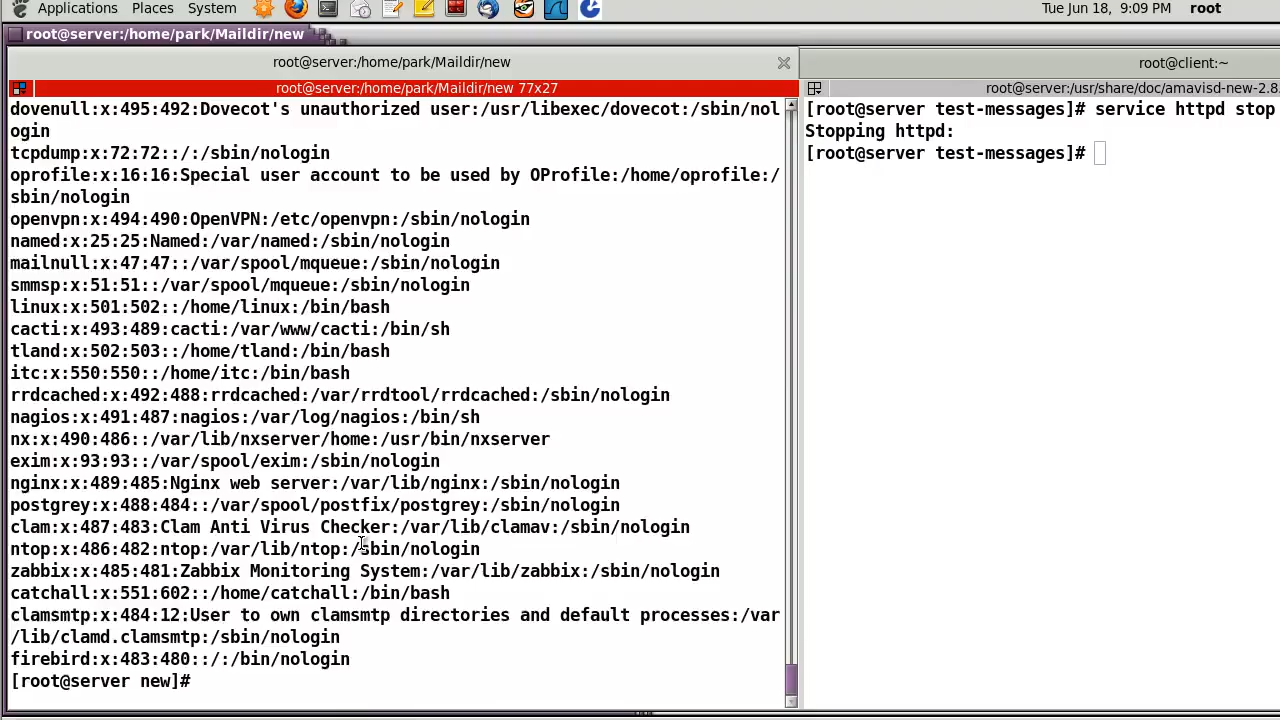 Applications Places System Tue Jun 18, 9:09 PM root
root@server:/home/park/Maildir/new
root@server:/home/park/Maildir/new
root@client:~
root@server:/home/park/Maildir/new 77x27
root@server:/usr/share/doc/amavisd-new-2.8
dovenull:x:495:492:Dovecot's unauthorized user:/usr/libexec/dovecot:/sbin/nol
ogin
tcpdump:x:72:72::/:/sbin/nologin
oprofile:x:16:16:Special user account to be used by OProfile:/home/oprofile:/
sbin/nologin
openvpn:x:494:490:OpenVPN:/etc/openvpn:/sbin/nologin
named:x:25:25:Named:/var/named:/sbin/nologin
mailnull:x:47:47::/var/spool/mqueue:/sbin/nologin
smmsp:x:51:51::/var/spool/mqueue:/sbin/nologin
linux:x:501:502::/home/linux:/bin/bash
cacti:x:493:489:cacti:/var/www/cacti:/bin/sh
tland:x:502:503::/home/tland:/bin/bash
itc:x:550:550::/home/itc:/bin/bash
rrdcached:x:492:488:rrdcached:/var/rrdtool/rrdcached:/sbin/nologin
nagios:x:491:487:nagios:/var/log/nagios:/bin/sh
nx:x:490:486::/var/lib/nxserver/home:/usr/bin/nxserver
exim:x:93:93::/var/spool/exim:/sbin/nologin
nginx:x:489:485:Nginx web server:/var/lib/nginx:/sbin/nologin
postgrey:x:488:484::/var/spool/postfix/postgrey:/sbin/nologin
clam:x:487:483:Clam Anti Virus Checker:/var/lib/clamav:/sbin/nologin
ntop:x:486:482:ntop:/var/lib/ntop:/sbin/nologin
zabbix:x:485:481:Zabbix Monitoring System:/var/lib/zabbix:/sbin/nologin
catchall:x:551:602::/home/catchall:/bin/bash
clamsmtp:x:484:12:User to own clamsmtp directories and default processes:/var
/lib/clamd.clamsmtp:/sbin/nologin
firebird:x:483:480::/:/bin/nologin
[root@server new]#
[root@server test-messages]# service httpd stop
Stopping httpd:
[root@server test-messages]#